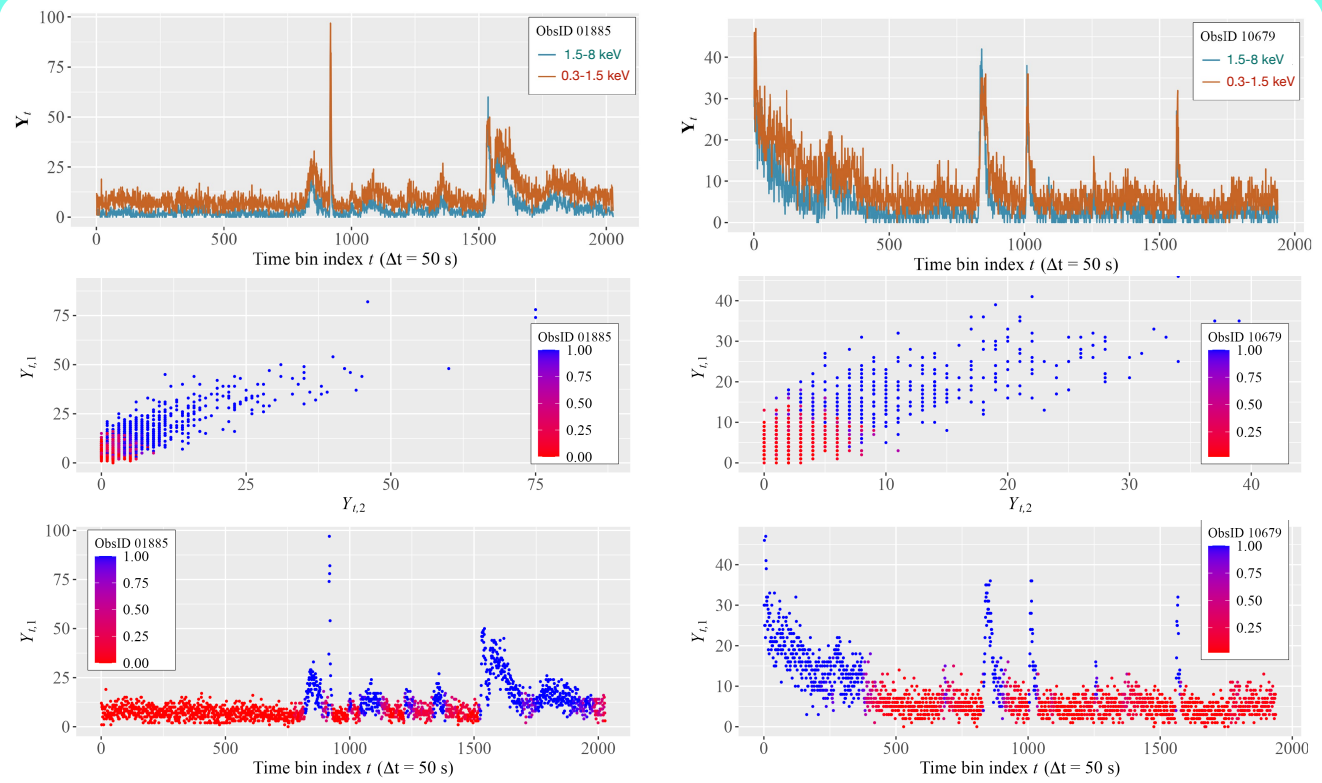 100
75
50
25
0
Y_t
ObsID 01885
1.5-8 keV
0.3-1.5 keV
0 500 1000 1500 2000
Time bin index t (Δt = 50 s)
40
30
20
10
0
Y_t
ObsID 10679
1.5-8 keV
0.3-1.5 keV
0 500 1000 1500 2000
Time bin index t (Δt = 50 s)
75
50
25
0
Y_t,1
ObsID 01885
1.00
0.75
0.50
0.25
0.00
0 25 50 75
Y_t,2
40
30
20
10
0
Y_t,1
ObsID 10679
1.00
0.75
0.50
0.25
0 10 20 30 40
Y_t,2
100
75
50
25
0
Y_t,1
ObsID 01885
1.00
0.75
0.50
0.25
0.00
0 500 1000 1500 2000
Time bin index t (Δt = 50 s)
40
30
20
10
0
Y_t,1
ObsID 10679
1.00
0.75
0.50
0.25
0 500 1000 1500 2000
Time bin index t (Δt = 50 s)